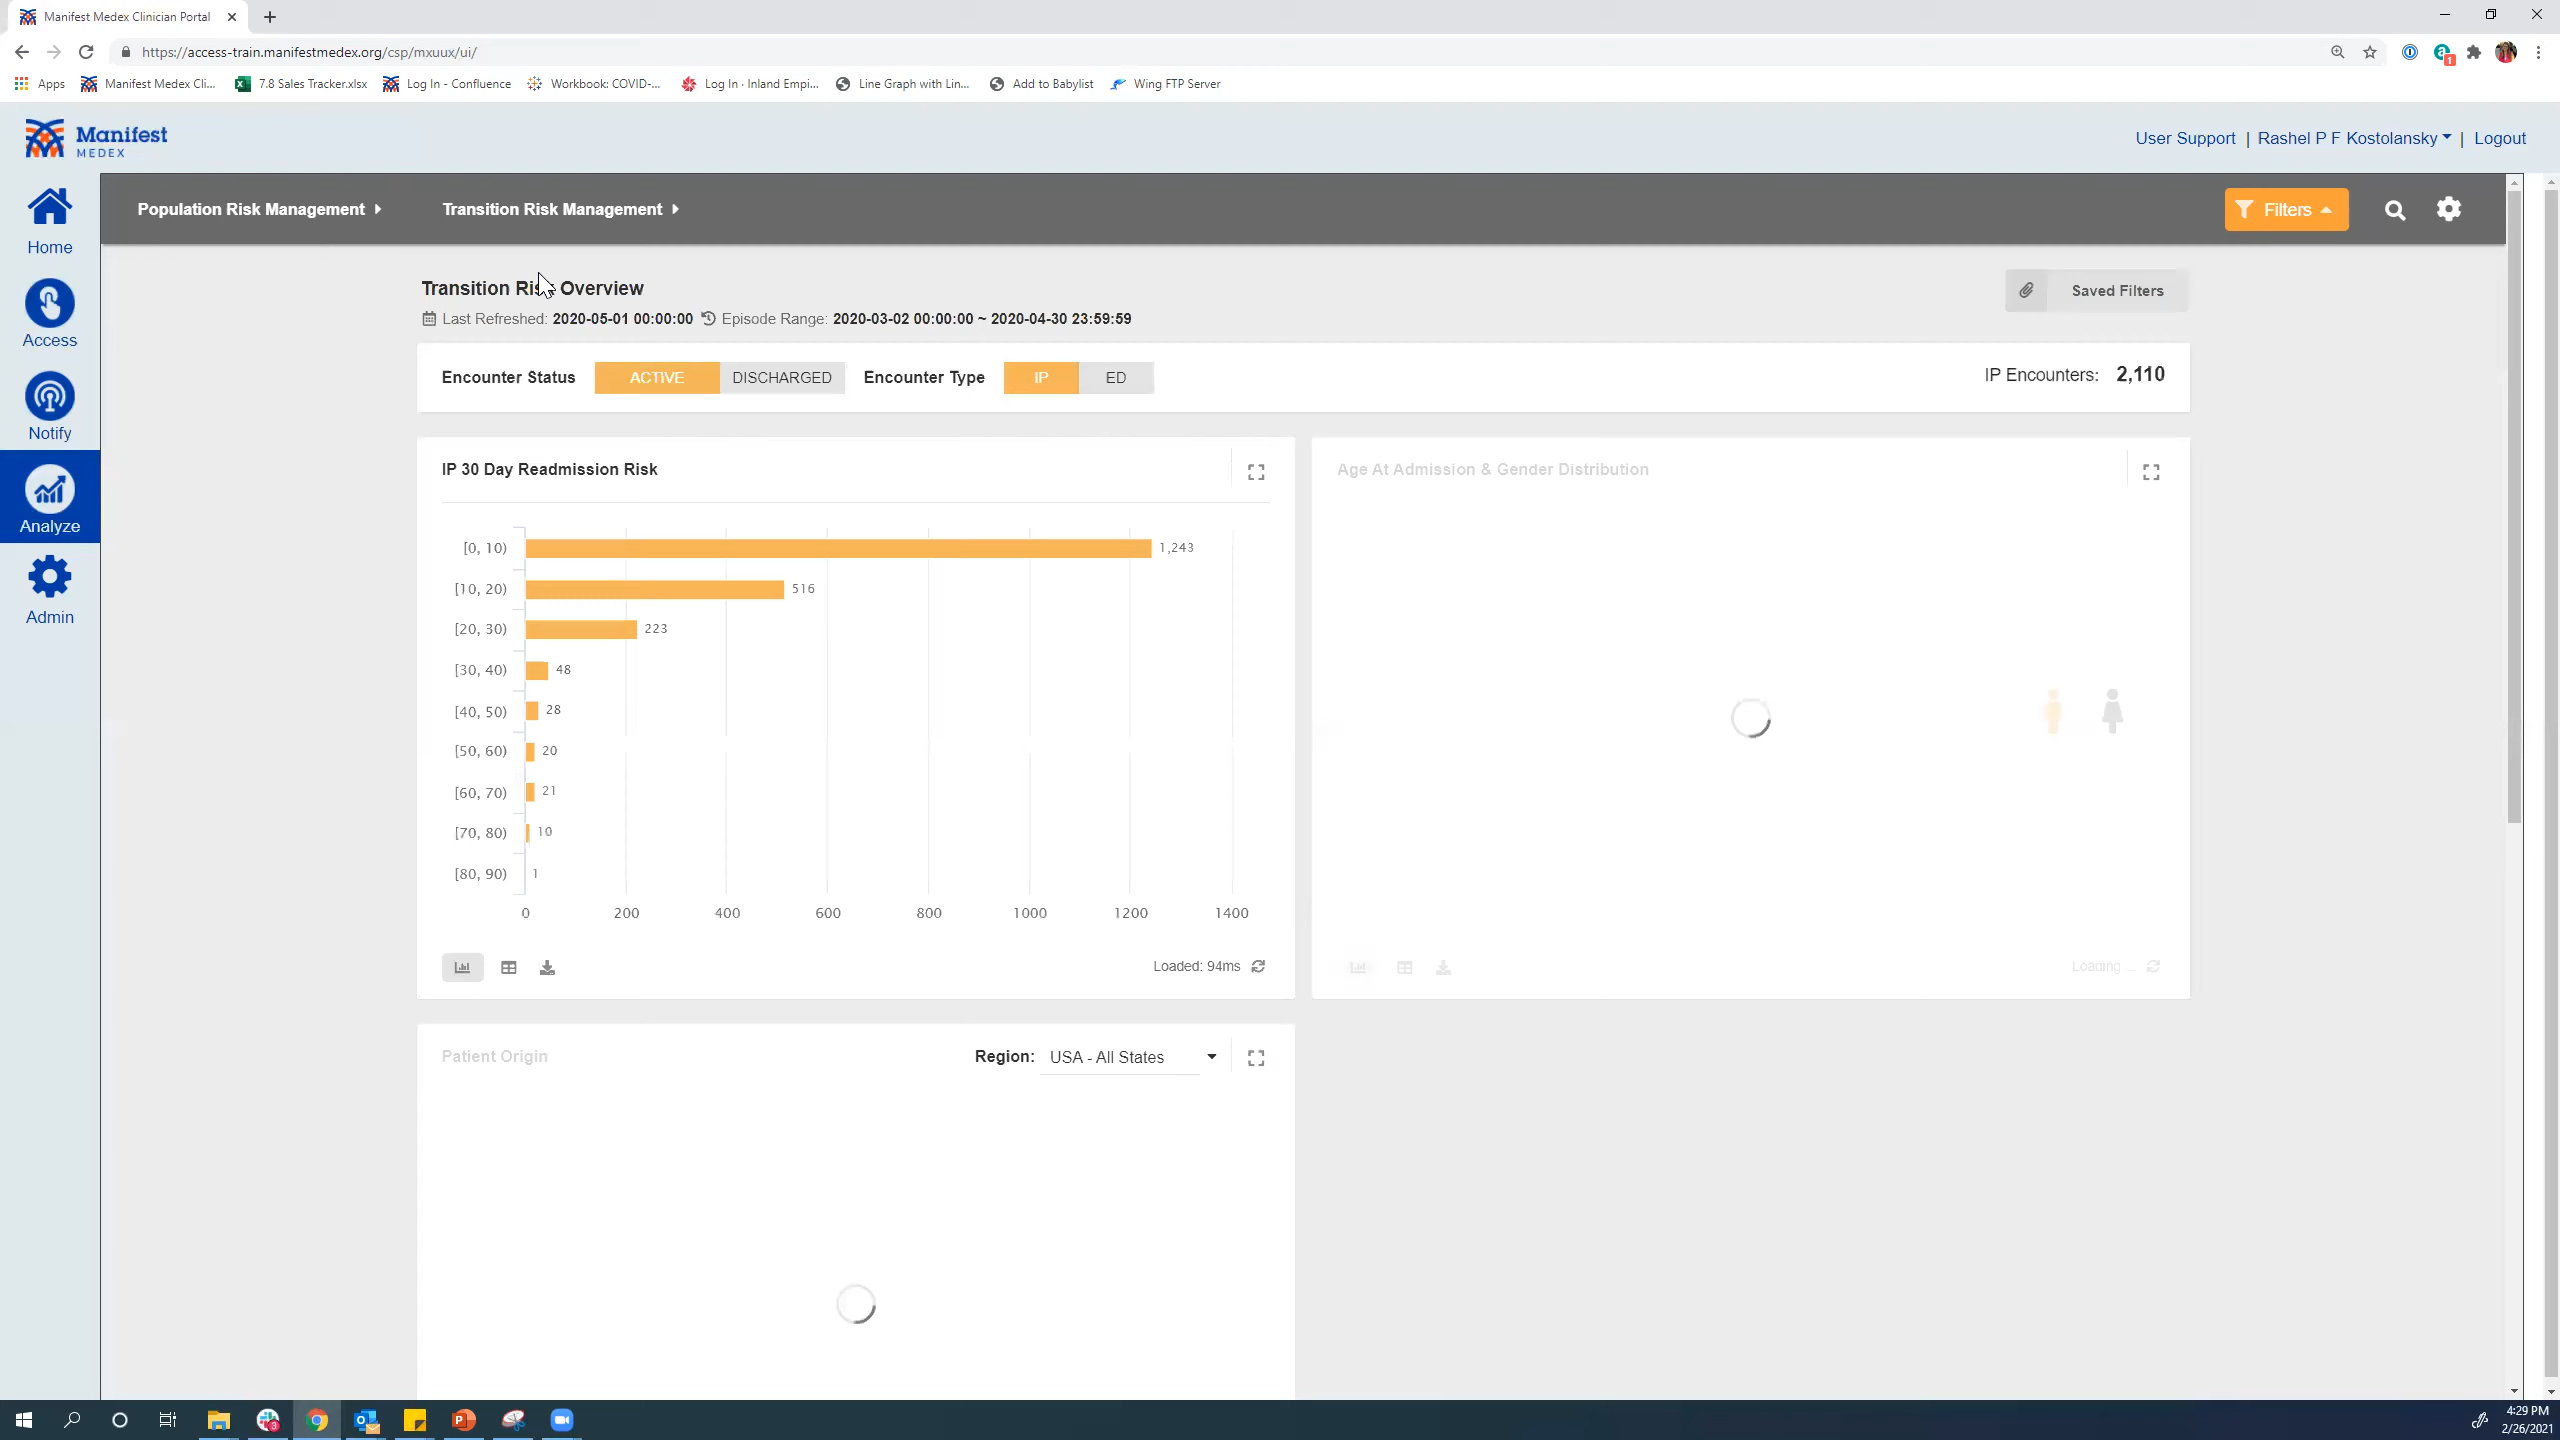 Manifest Medex Clinician Portal
https://access-train.manifestmedex.org/csp/mxuux/ui/
1
Apps Manifest Medex Cli... 7.8 Sales Tracker.xlsx Log In - Confluence Workbook: COVID-... Log In · Inland Empi... Line Graph with Lin... Add to Babylist Wing FTP Server
Manifest
MEDEX
User Support | Rashel P F Kostolansky | Logout
Home
Access
Notify
Analyze
Admin
Population Risk Management Transition Risk Management Filters
Transition Risk Overview
Saved Filters
Last Refreshed: 2020-05-01 00:00:00 Episode Range: 2020-03-02 00:00:00 ~ 2020-04-30 23:59:59
Encounter Status ACTIVE DISCHARGED Encounter Type IP ED IP Encounters: 2,110
IP 30 Day Readmission Risk
[0, 10) 1,243
[10, 20) 516
[20, 30) 223
[30, 40) 48
[40, 50) 28
[50, 60) 20
[60, 70) 21
[70, 80) 10
[80, 90) 1
0 200 400 600 800 1000 1200 1400
Loaded: 94ms
Age At Admission & Gender Distribution
Loading ...
Patient Origin Region: USA - All States
4:29 PM
2/26/2021